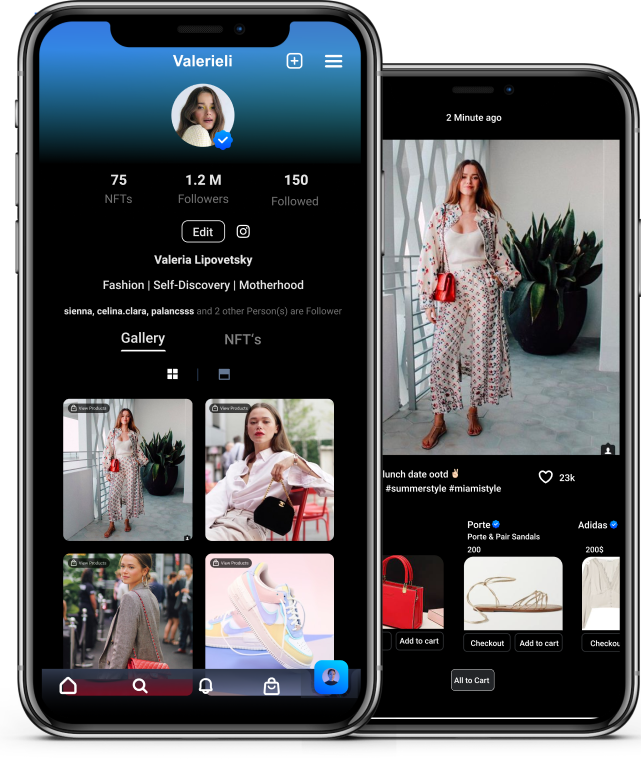 Valerieli
75 1.2 M 150
NFTs Followers Followed
Edit
Valeria Lipovetsky
Fashion | Self-Discovery | Motherhood
sienna, celina.clara, palancsss and 2 other Person(s) are Follower
Gallery NFT's
View Products View Products
View Products View Products
2 Minute ago
lunch date ootd ✌🏻
#summerstyle #miamistyle
23k
Porte Adidas
Porte & Pair Sandals
200 200$
Add to cart Checkout Add to cart Checkou
All to Cart